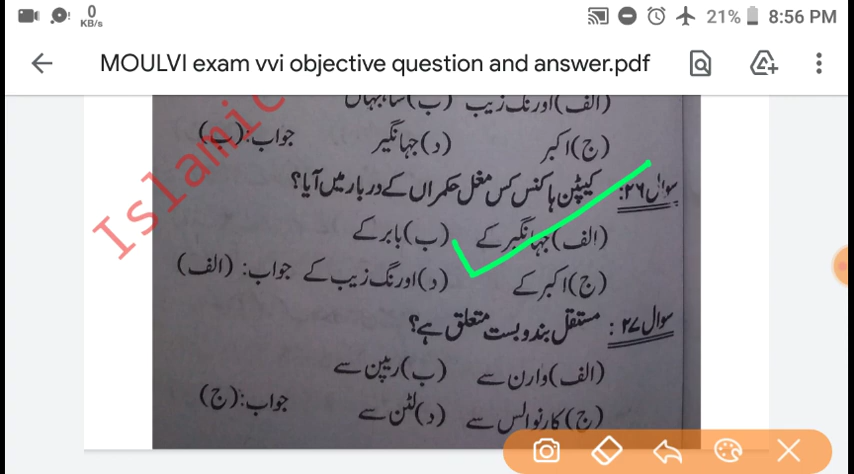 0
KB/s
21% 8:56 PM
MOULVI exam vvi objective question and answer.pdf
(الف) اورنگ زیب (ب) شاہجہاں
(ج) اکبر (د) جہانگیر جواب: (ب)
سوال ۲۶: کیپٹن ہاکنس کس مغل حکمراں کے دربار میں آیا؟
(الف) جہانگیر کے (ب) بابر کے
(ج) اکبر کے (د) اورنگ زیب کے جواب: (الف)
سوال ۲۷: مستقل بندوبست متعلق ہے؟
(الف) وارن سے (ب) رپن سے
(ج) کارنوالس سے (د) لٹن سے جواب: (ج)
Islamic